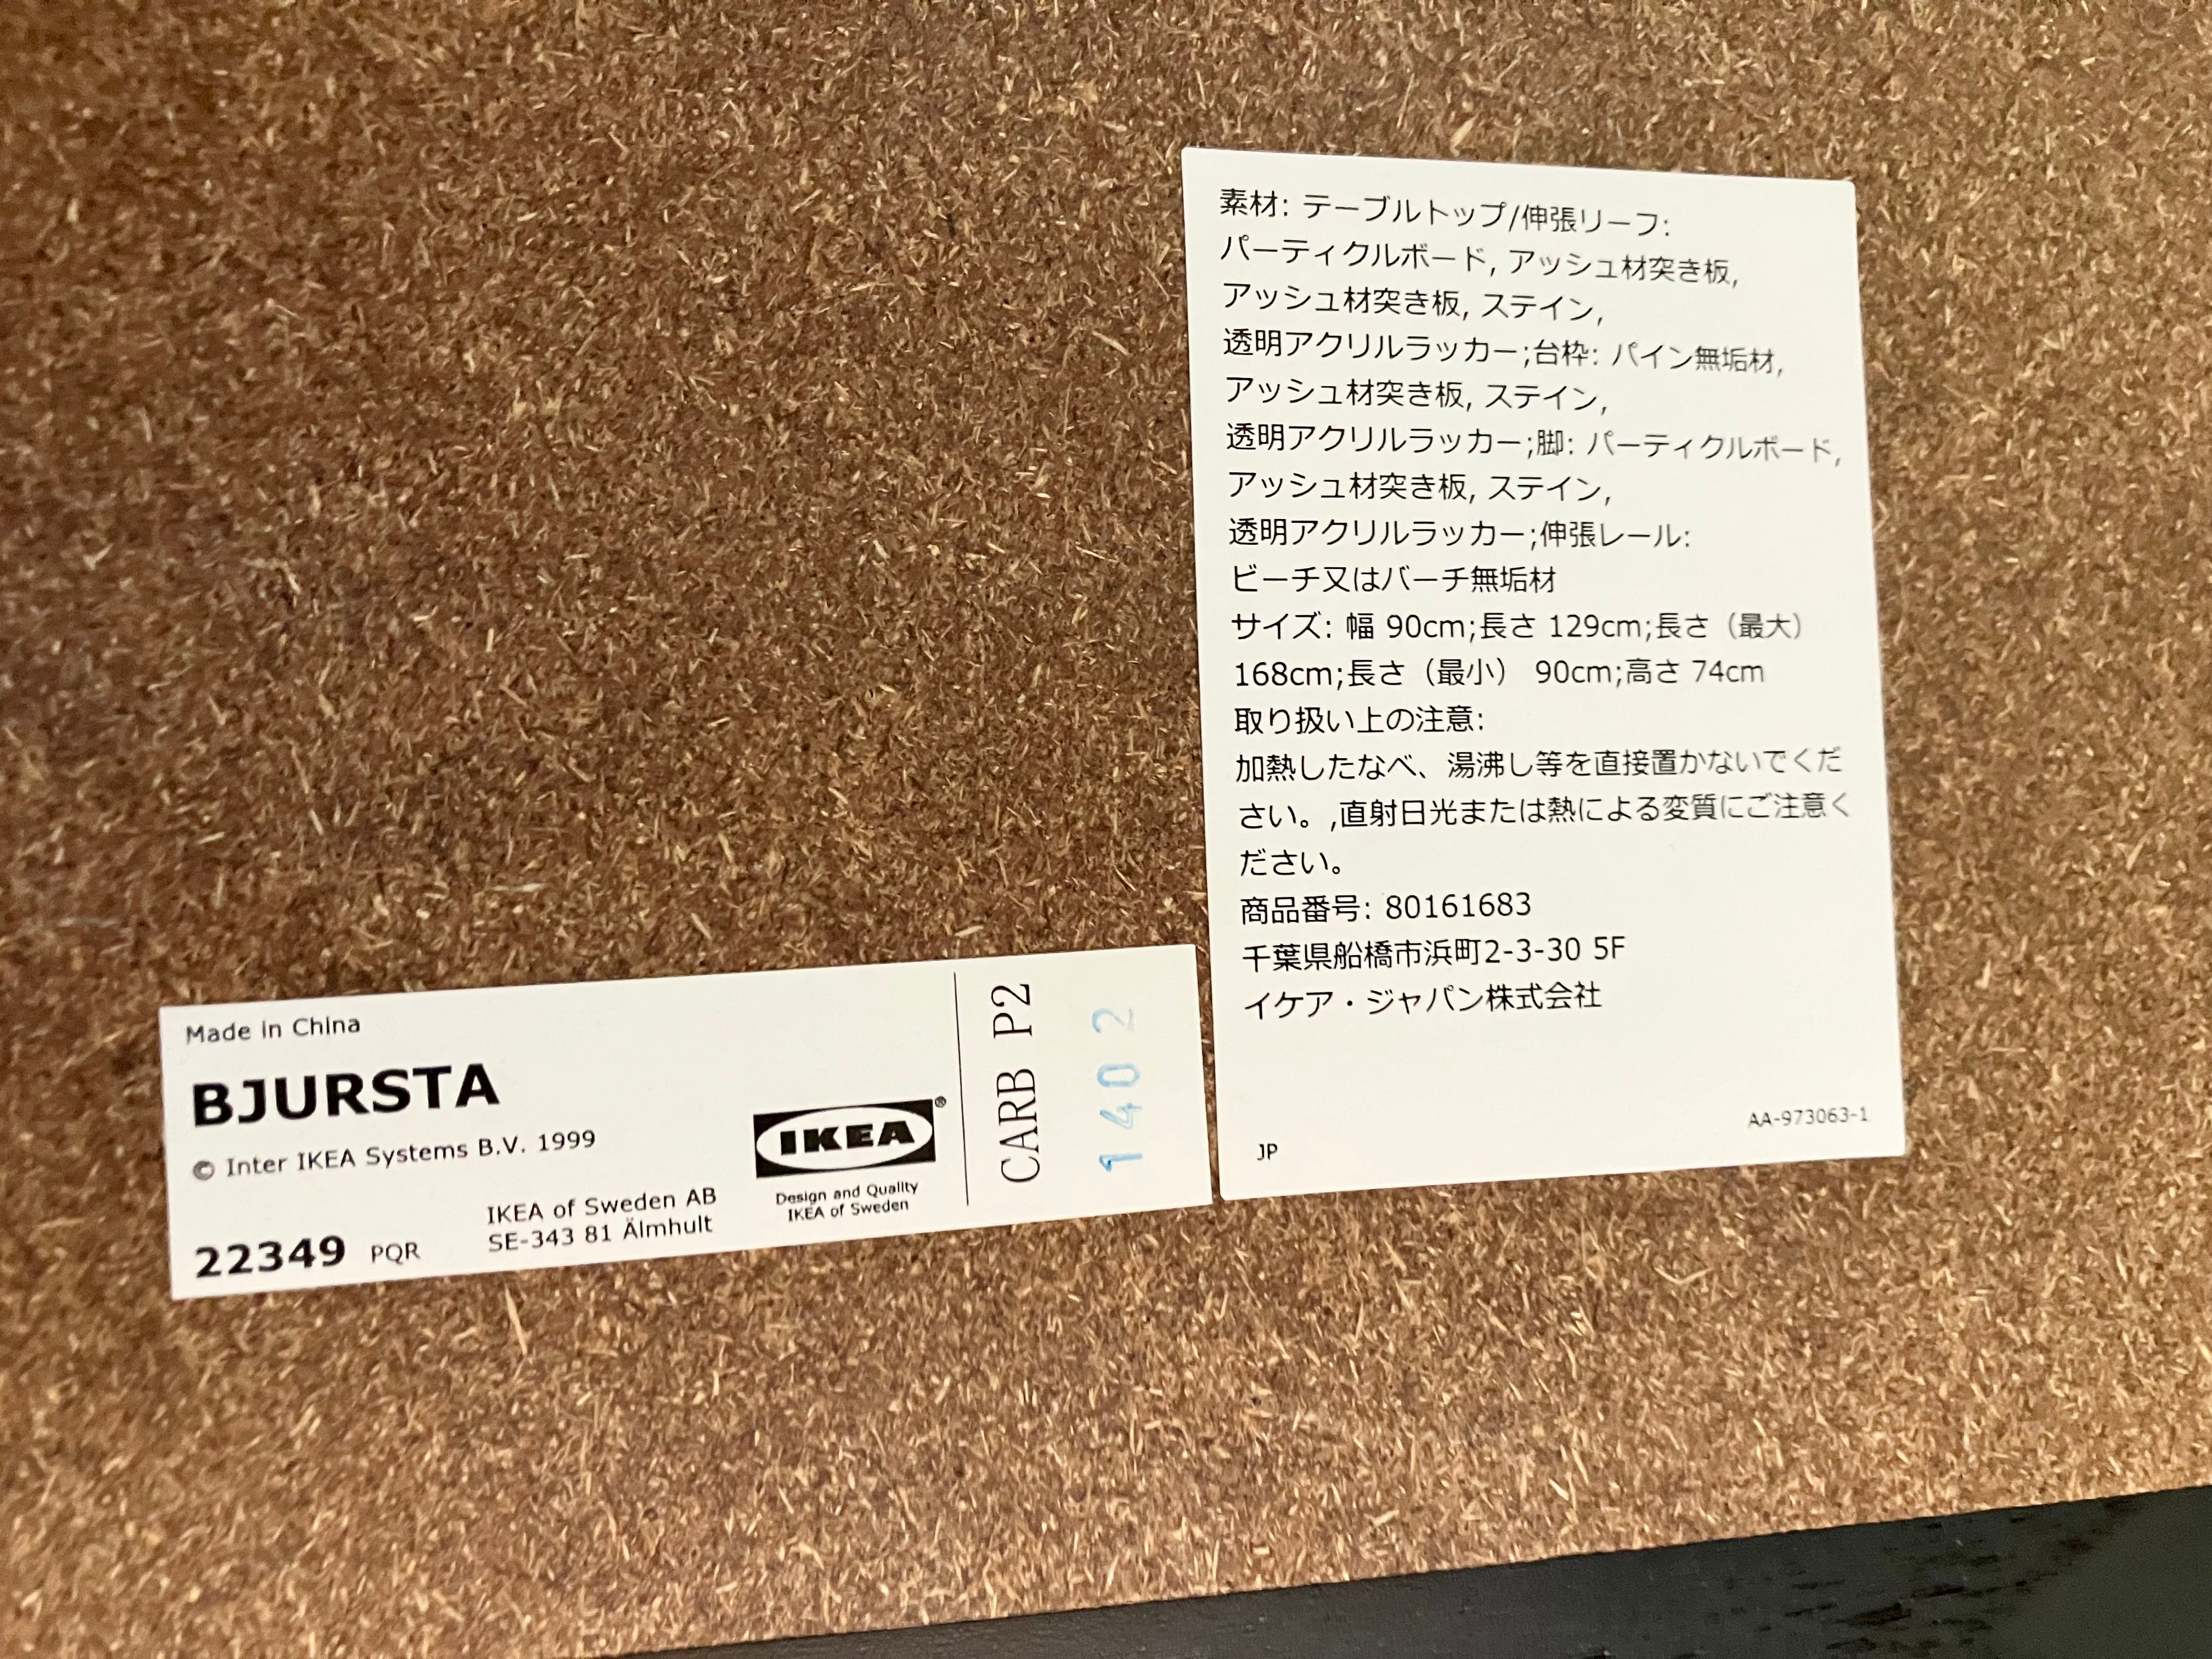 素材: テーブルトップ/伸張リーフ:
パーティクルボード, アッシュ材突き板,
アッシュ材突き板, ステイン,
透明アクリルラッカー;台枠: パイン無垢材,
アッシュ材突き板, ステイン,
透明アクリルラッカー;脚: パーティクルボード,
アッシュ材突き板, ステイン,
透明アクリルラッカー;伸張レール:
ビーチ又はバーチ無垢材
サイズ: 幅 90cm;長さ 129cm;長さ（最大）
168cm;長さ（最小） 90cm;高さ 74cm
取り扱い上の注意:
加熱したなべ、湯沸し等を直接置かないでくだ
さい。,直射日光または熱による変質にご注意く
ださい。
商品番号: 80161683
千葉県船橋市浜町2-3-30 5F
イケア・ジャパン株式会社
AA-973063-1
JP
Made in China
BJURSTA
© Inter IKEA Systems B.V. 1999
22349 PQR
IKEA of Sweden AB
SE-343 81 Älmhult
IKEA®
Design and Quality
IKEA of Sweden
CARB P2
1402